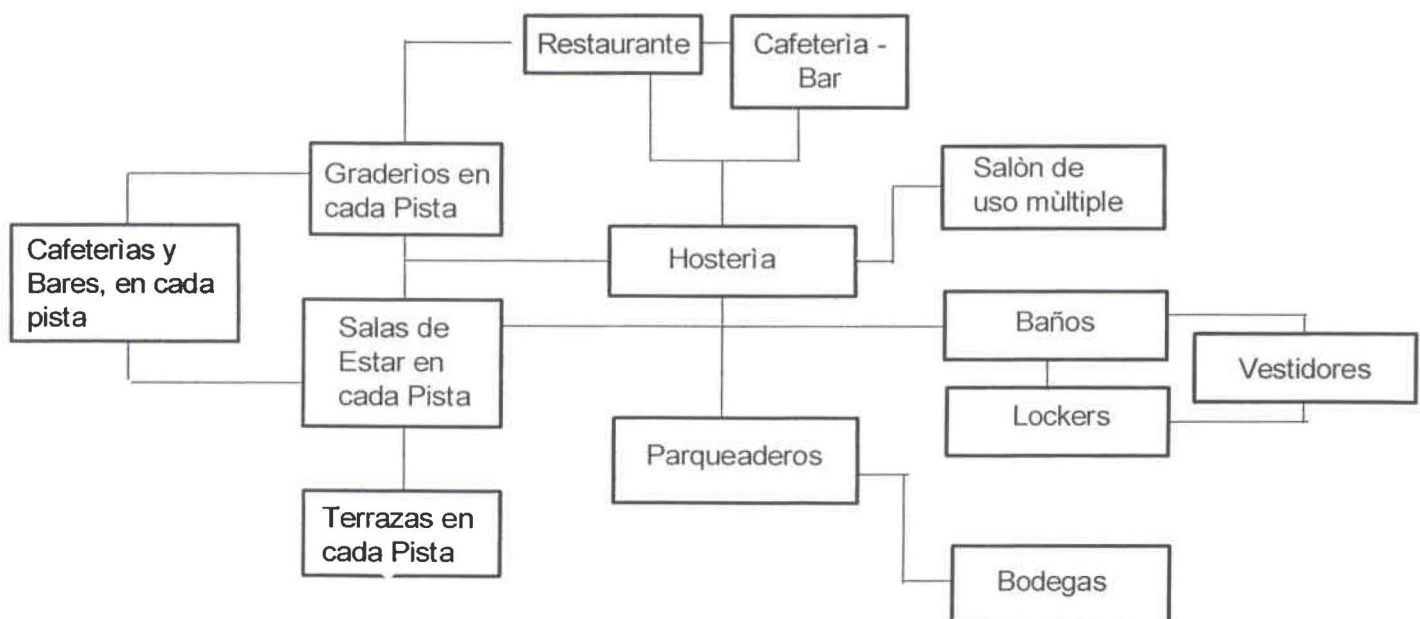 Restaurante
Cafeterìa -
Bar
Graderìos en
cada Pista
Salòn de
uso mùltiple
Cafeterìas y
Bares, en cada
pista
Hosterìa
Salas de
Estar en
cada Pista
Baños
Vestidores
Lockers
Parqueaderos
Terrazas en
cada Pista
Bodegas